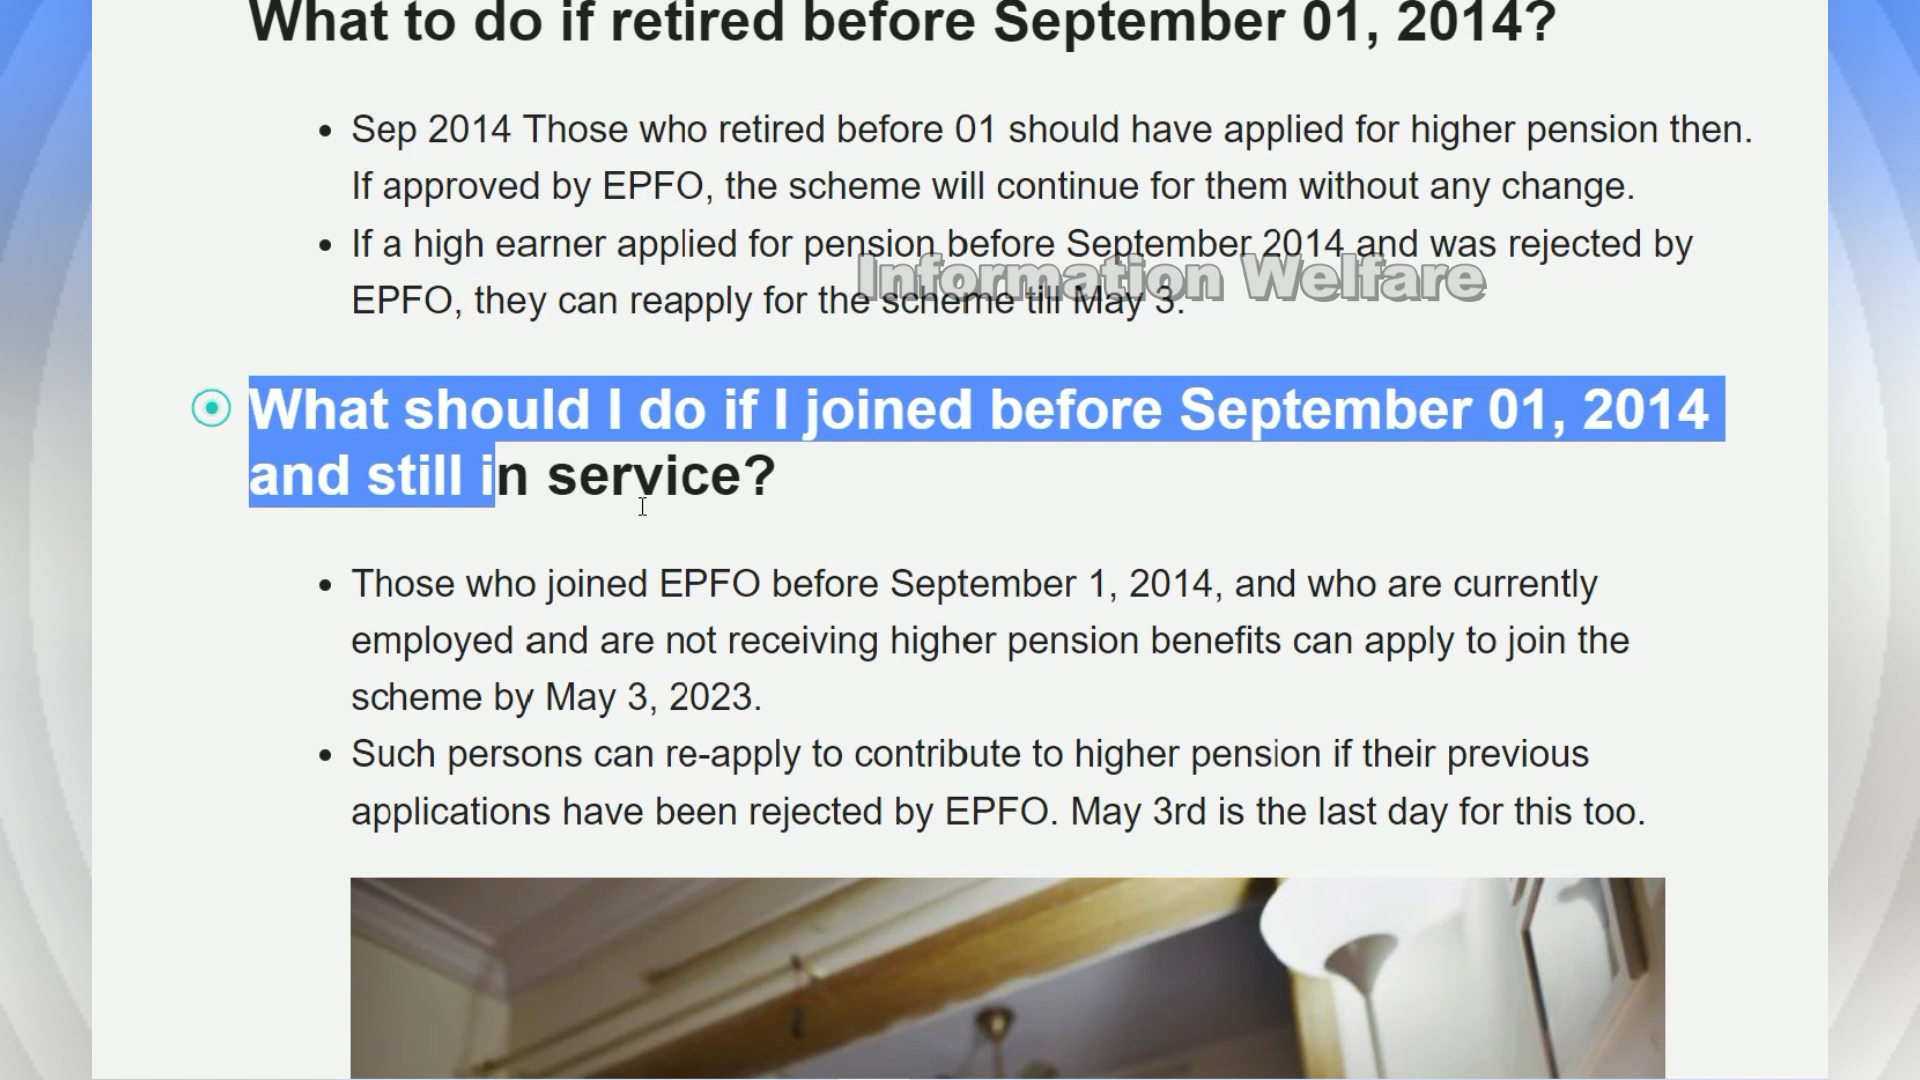 What to do if retired before September 01, 2014?
Sep 2014 Those who retired before 01 should have applied for higher pension then.
If approved by EPFO, the scheme will continue for them without any change.
If a high earner applied for pension before September 2014 and was rejected by
Information Welfare
EPFO, they can reapply for the scheme till May 3.
What should I do if I joined before September 01, 2014
and still in service?
Those who joined EPFO before September 1, 2014, and who are currently
employed and are not receiving higher pension benefits can apply to join the
scheme by May 3, 2023.
Such persons can re-apply to contribute to higher pension if their previous
applications have been rejected by EPFO. May 3rd is the last day for this too.